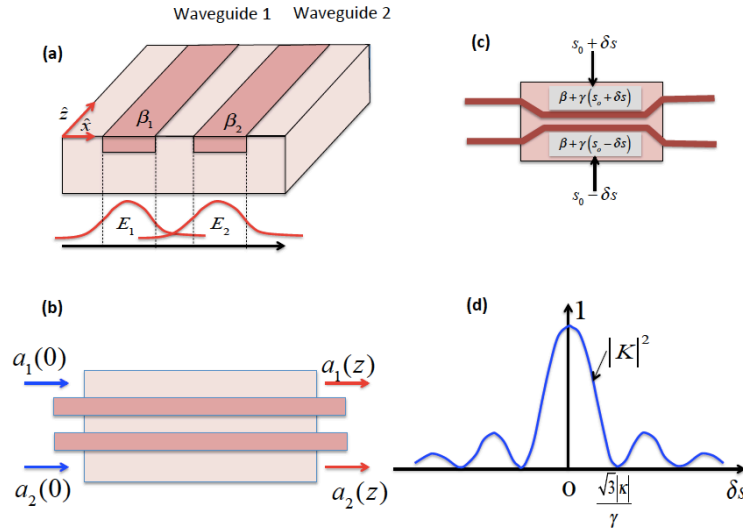 Waveguide 1 Waveguide 2
(a)
ẑ
x̂
β₁ β₂
E₁ E₂
(b)
a₁(0) a₁(z)
a₂(0) a₂(z)
(c)
s₀ + δs
β + γ(sₒ + δs)
β + γ(sₒ − δs)
s₀ − δs
(d)
1
|K|²
O √3|κ|/γ δs